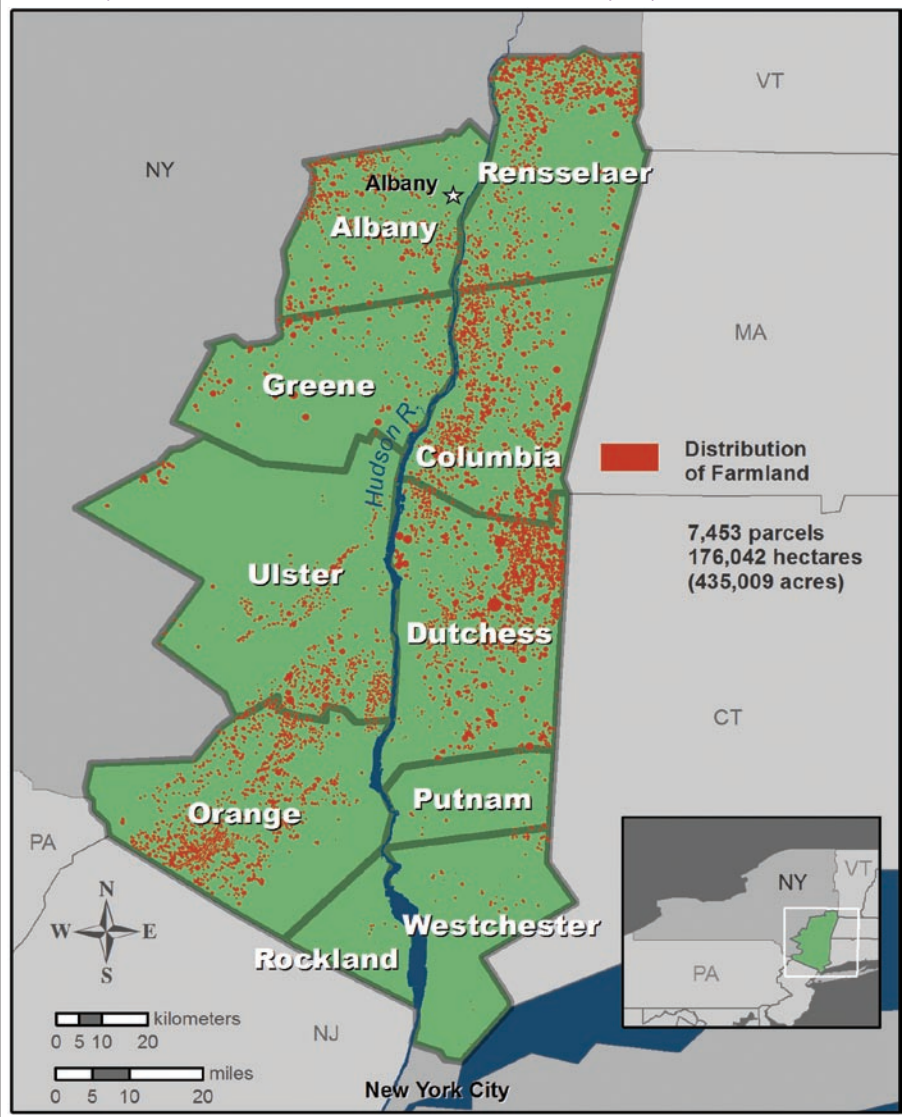 VT
NY
Rensselaer
Albany
Albany
MA
Greene
Hudson R.
Columbia
Distribution
of Farmland
7,453 parcels
176,042 hectares
(435,009 acres)
Ulster
Dutchess
CT
Putnam
Orange
PA
N
W E
S
Westchester
Rockland
NY
VT
PA
kilometers
0 5 10 20
NJ
miles
0 5 10 20
New York City